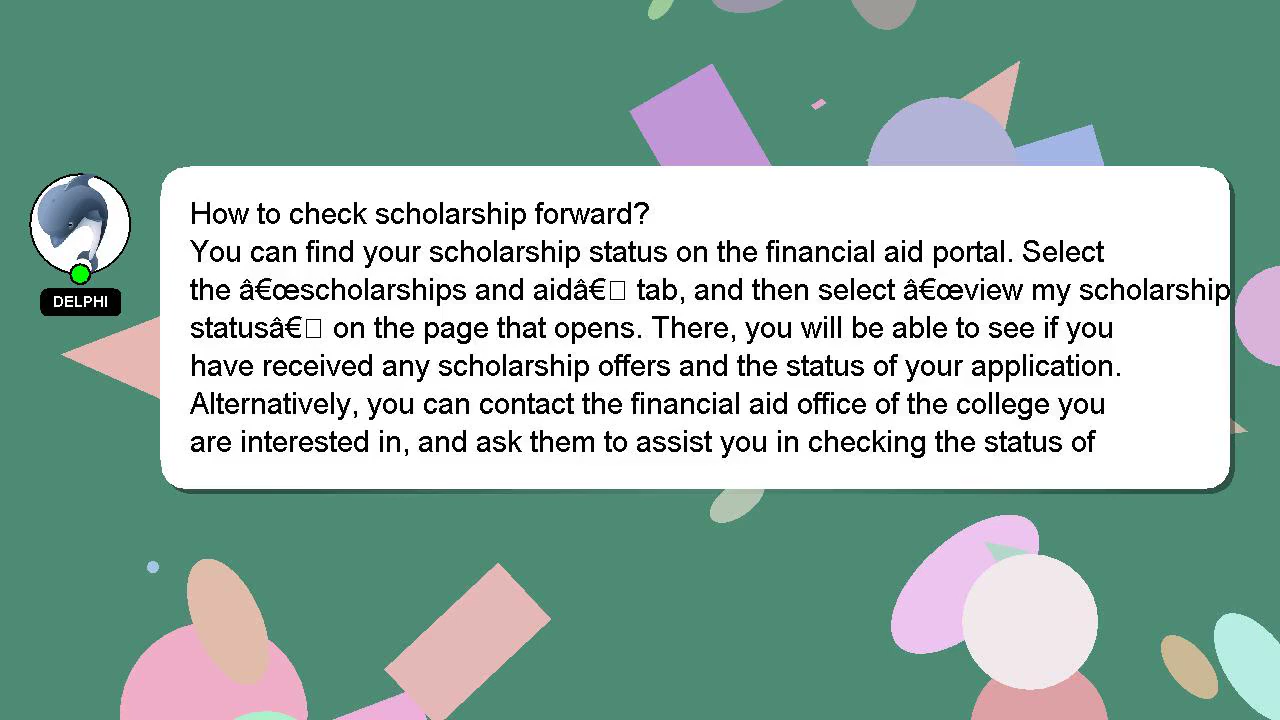 How to check scholarship forward?
You can find your scholarship status on the financial aid portal. Select
the â€œscholarships and aidâ€□ tab, and then select â€œview my scholarship
statusâ€□ on the page that opens. There, you will be able to see if you
have received any scholarship offers and the status of your application.
Alternatively, you can contact the financial aid office of the college you
are interested in, and ask them to assist you in checking the status of
DELPHI